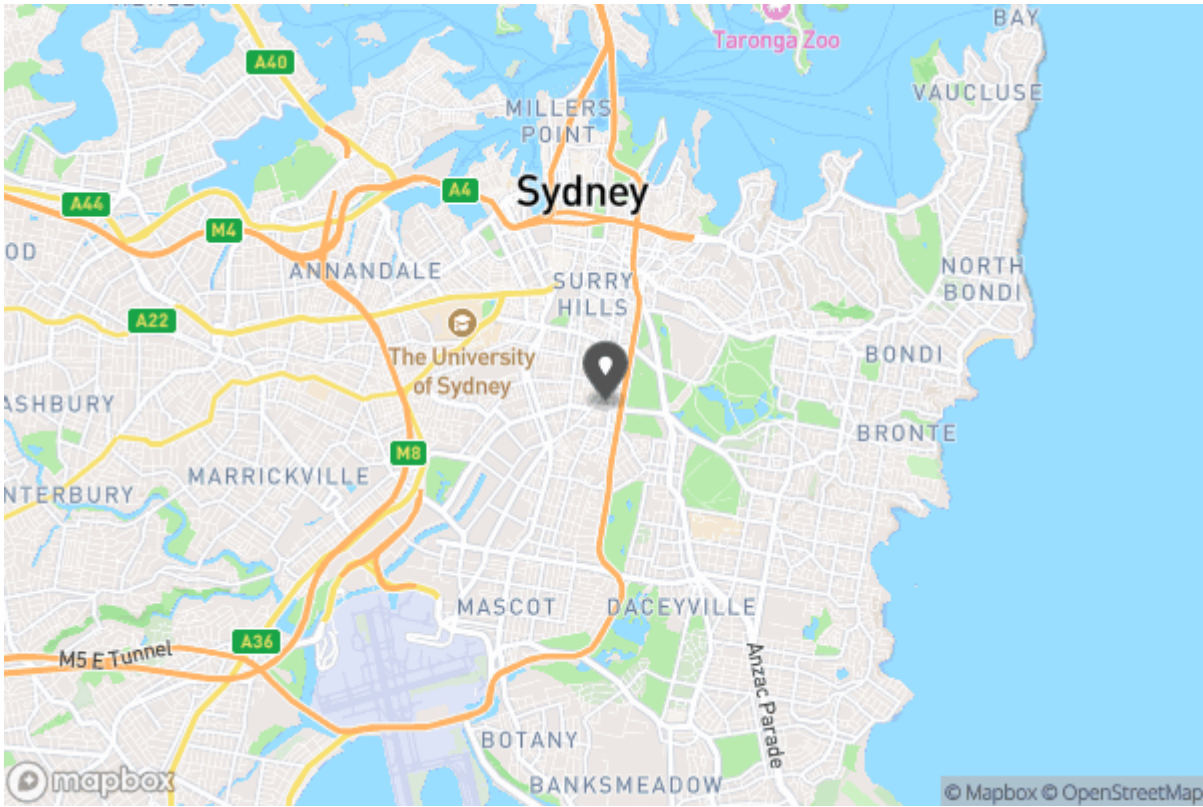 BAY
Taronga Zoo
A40
VAUCLUSE
MILLERS
POINT
A4
Sydney
A44
M4
OD
ANNANDALE
SURRY
HILLS
NORTH
BONDI
A22
The University
of Sydney
BONDI
ASHBURY
BRONTE
M8
MARRICKVILLE
NTERBURY
MASCOT
DACEYVILLE
A36
M5 E Tunnel
Anzac Parade
BOTANY
BANKSMEADOW
mapbox
© Mapbox © OpenStreetMap